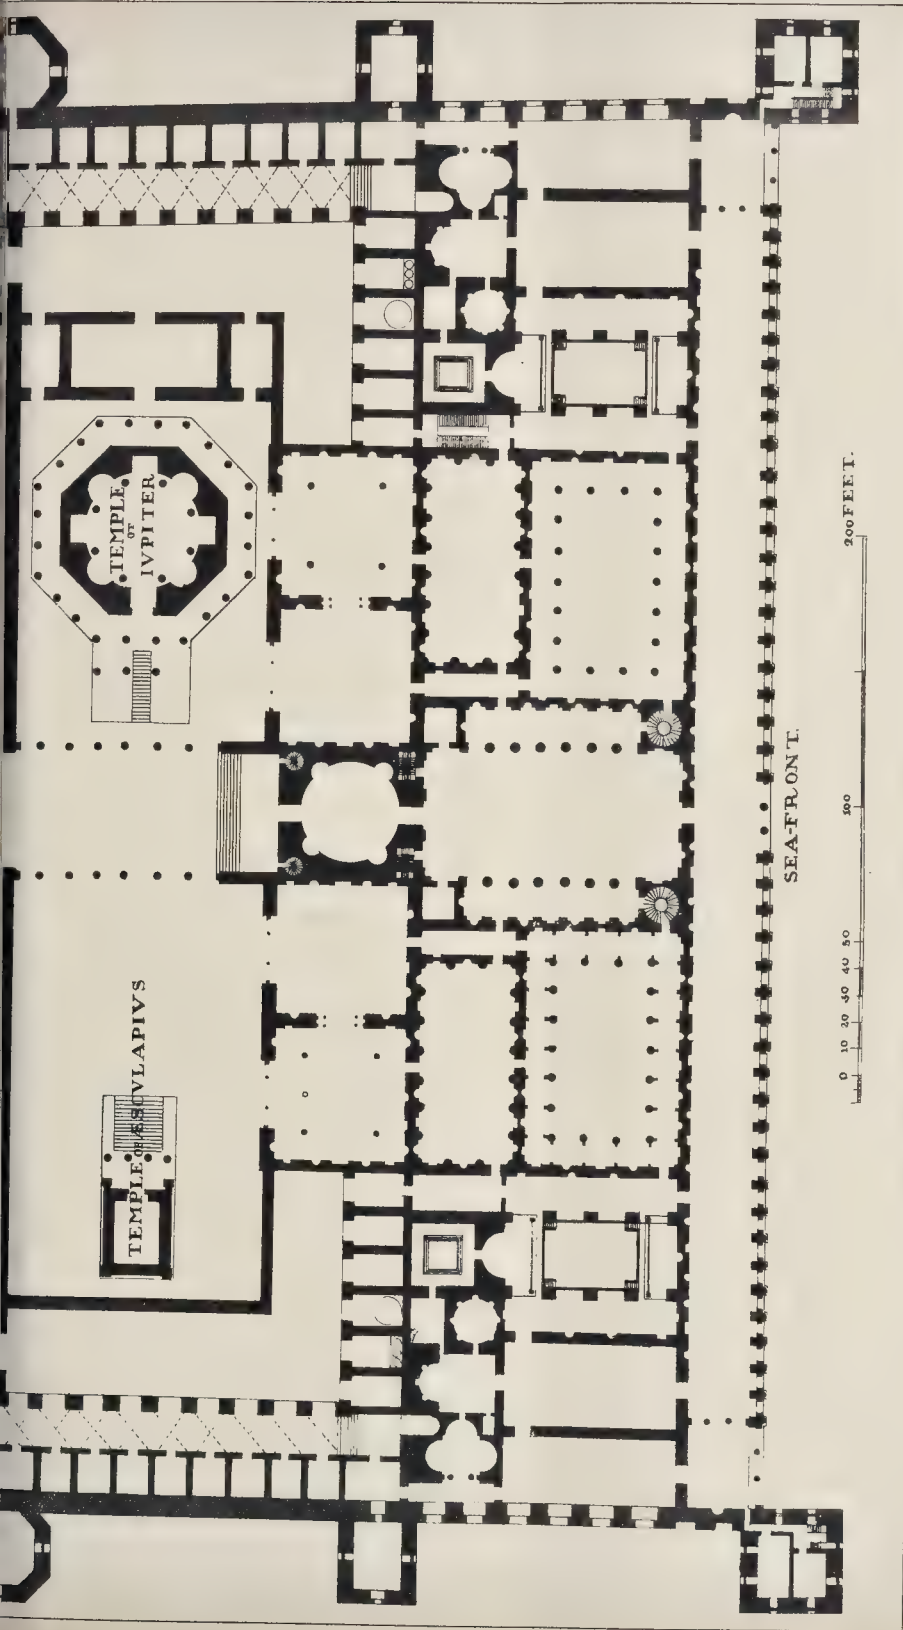 TEMPLE
OF
IVPITER
TEMPLE OF ÆSCVLAPIVS
SEA-FRONT.
0 10 20 30 40 50 100 200 FEET.